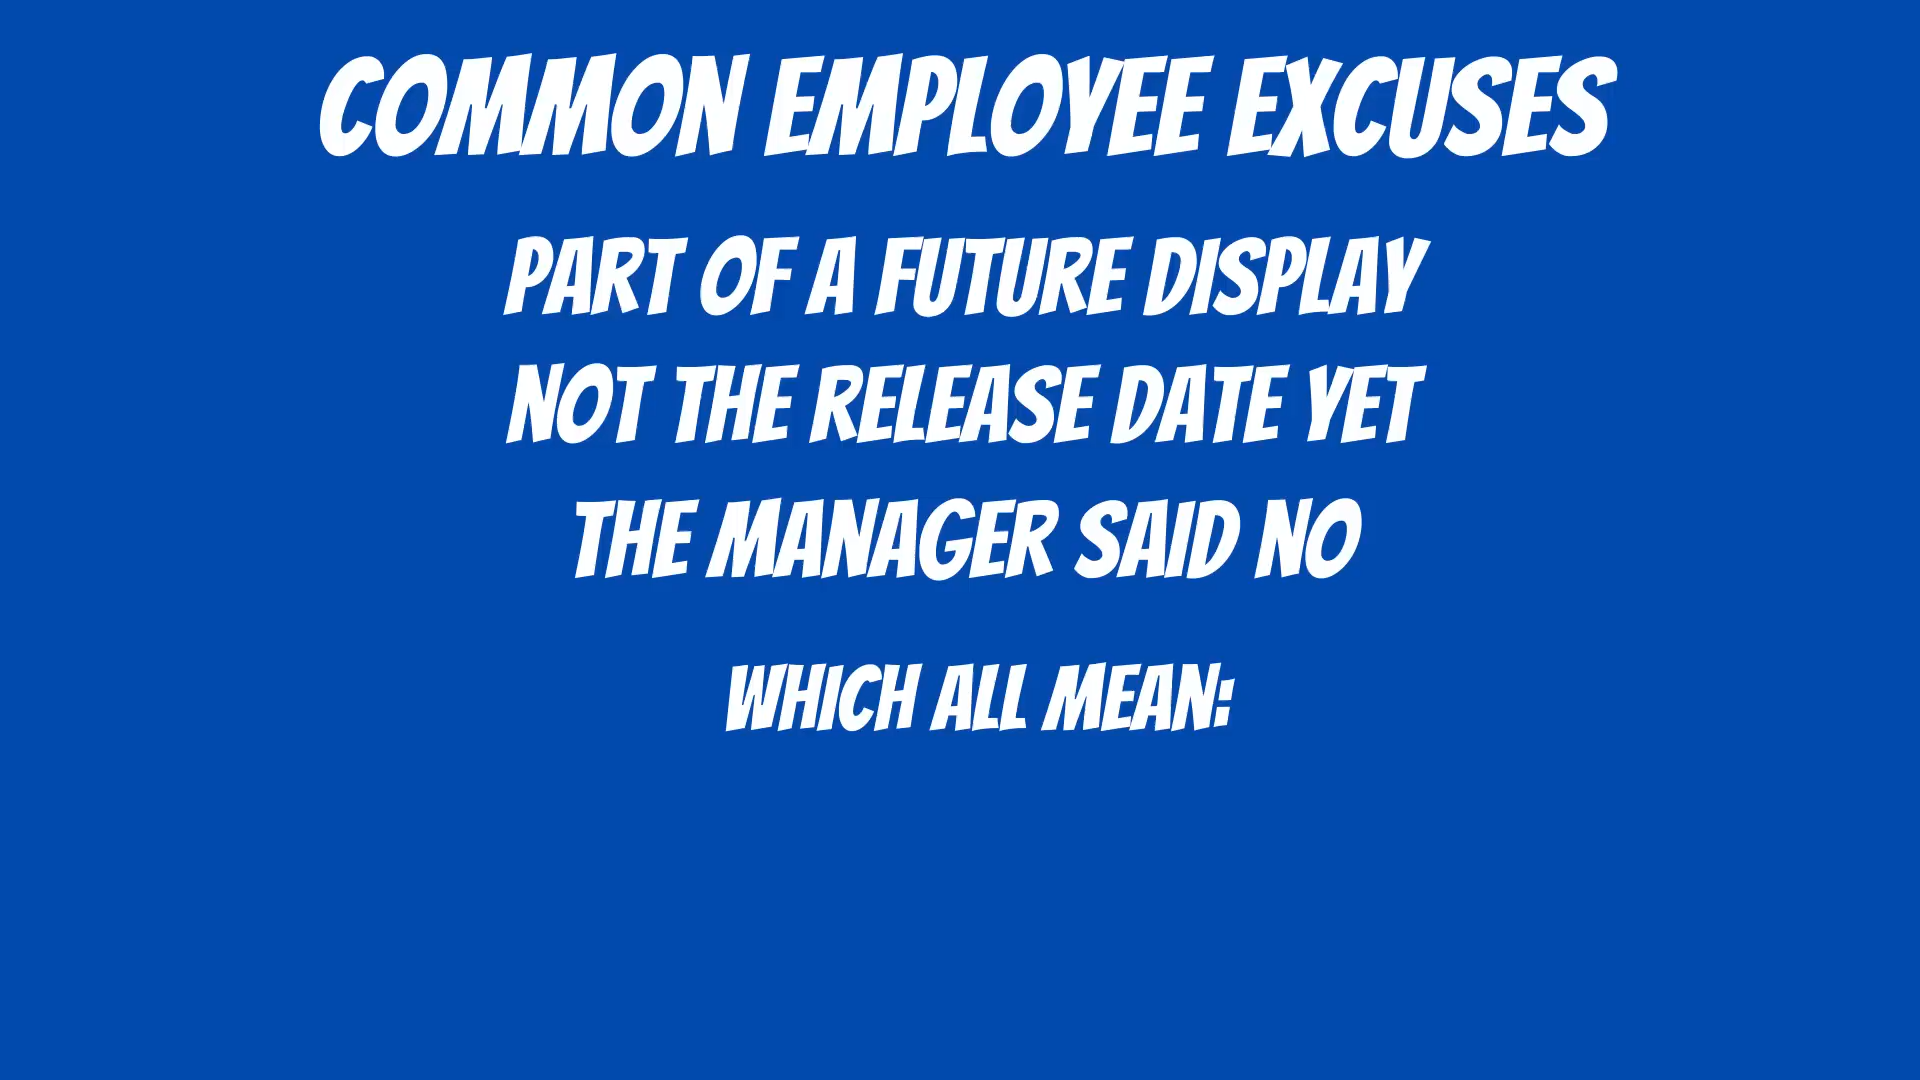 COMMON EMPLOYEE EXCUSES
PART OF A FUTURE DISPLAY
NOT THE RELEASE DATE YET
THE MANAGER SAID NO
WHICH ALL MEAN: